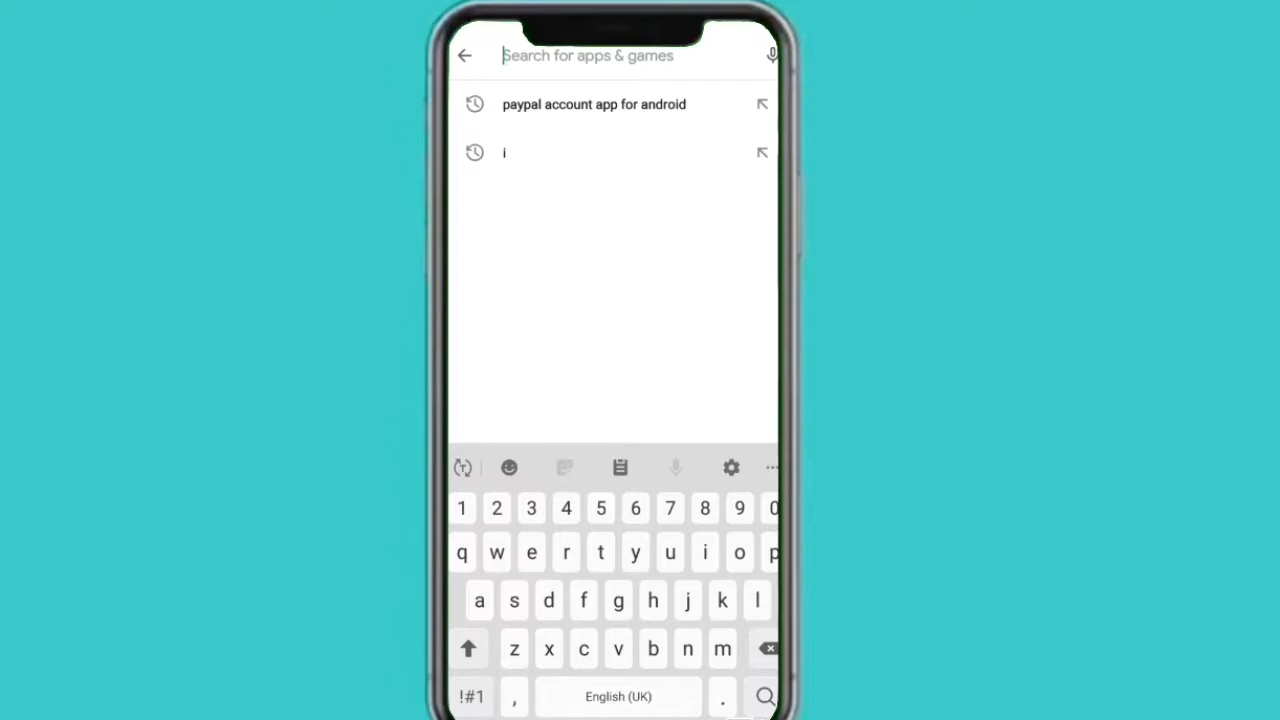 Search for apps & games
paypal account app for android
i
1 2 3 4 5 6 7 8 9 0
q w e r t y u i o p
a s d f g h j k l
z x c v b n m
!#1 , English (UK) .